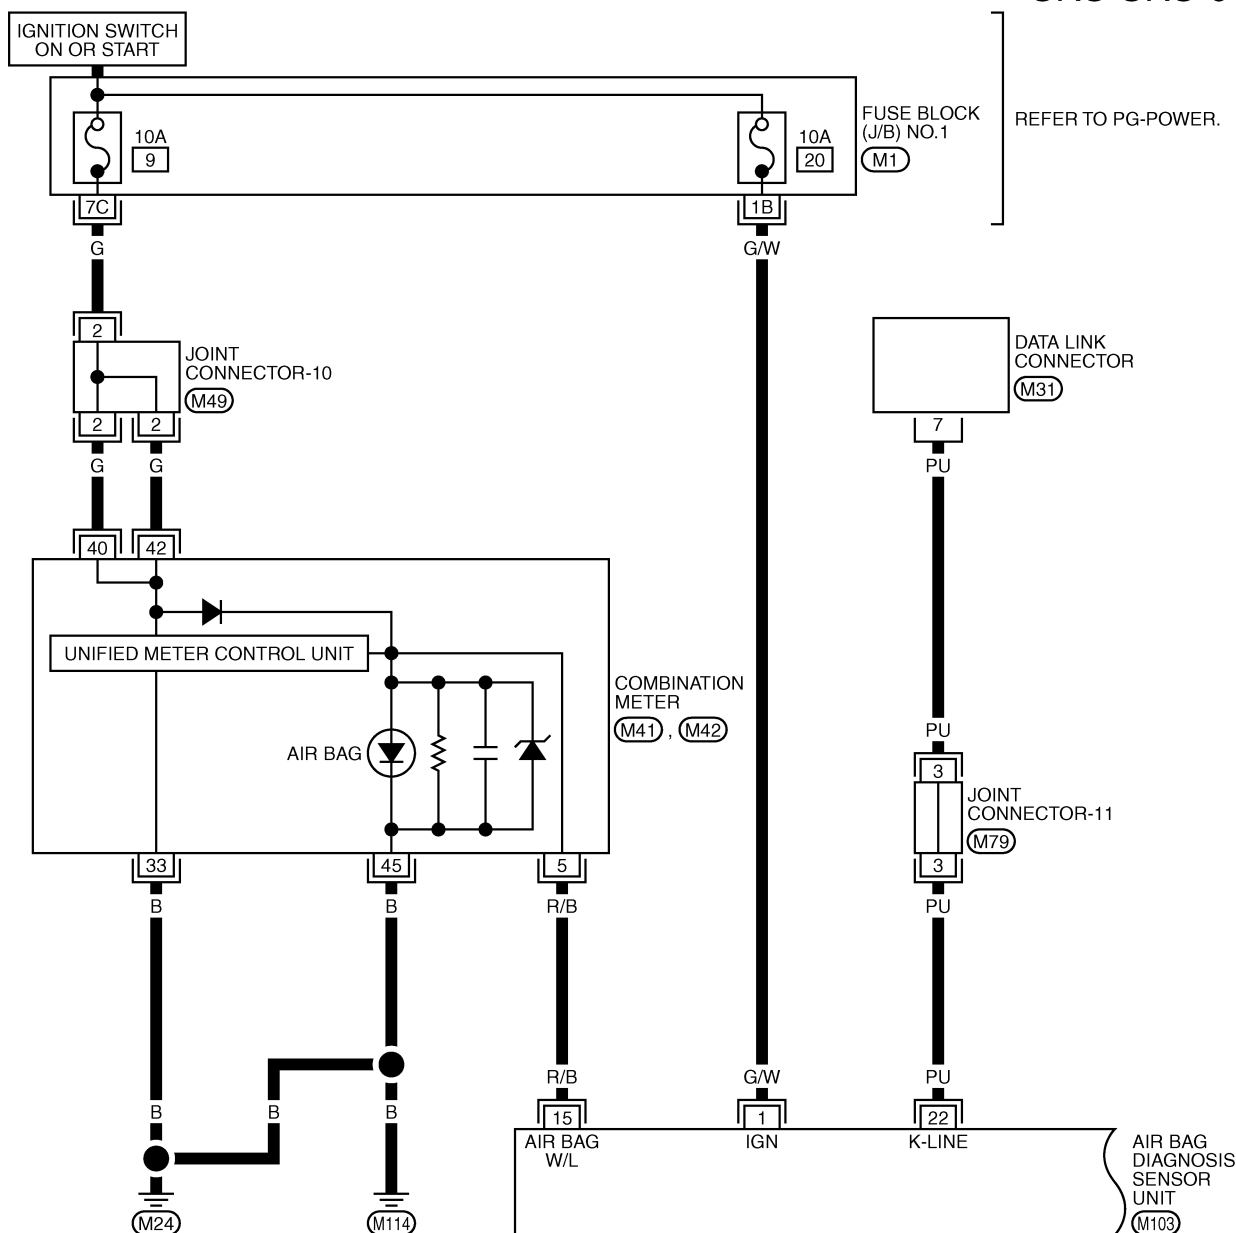 IGNITION SWITCH
ON OR START
10A
9
10A
20
FUSE BLOCK
(J/B) NO.1
M1
REFER TO PG-POWER.
7C
1B
G
G/W
2
JOINT
CONNECTOR-10
M49
2
2
G
G
DATA LINK
CONNECTOR
M31
7
PU
40
42
UNIFIED METER CONTROL UNIT
AIR BAG
COMBINATION
METER
M41 , M42
PU
3
JOINT
CONNECTOR-11
M79
3
33
45
5
B
B
R/B
PU
R/B
G/W
PU
B
B
B
15
1
22
AIR BAG
W/L
IGN
K-LINE
AIR BAG
DIAGNOSIS
SENSOR
UNIT
M103
M24
M114